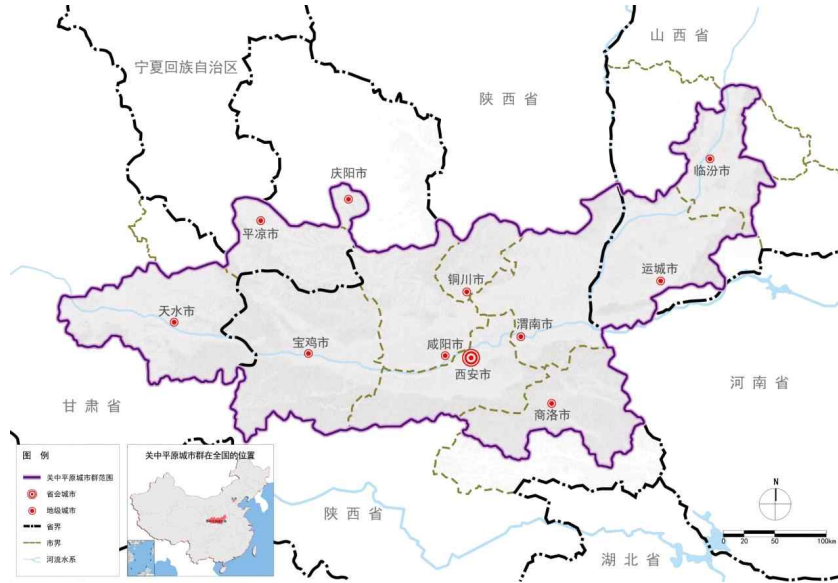 山西省
宁夏回族自治区
陕西省
庆阳市
临汾市
平凉市
铜川市
运城市
天水市
渭南市
宝鸡市
咸阳市
西安市
河南省
甘肃省
商洛市
图 例
关中平原城市群范围
省会城市
地级城市
省界
市界
河流水系
关中平原城市群在全国的位置
陕西省
湖北省
N
0 20 50 100km